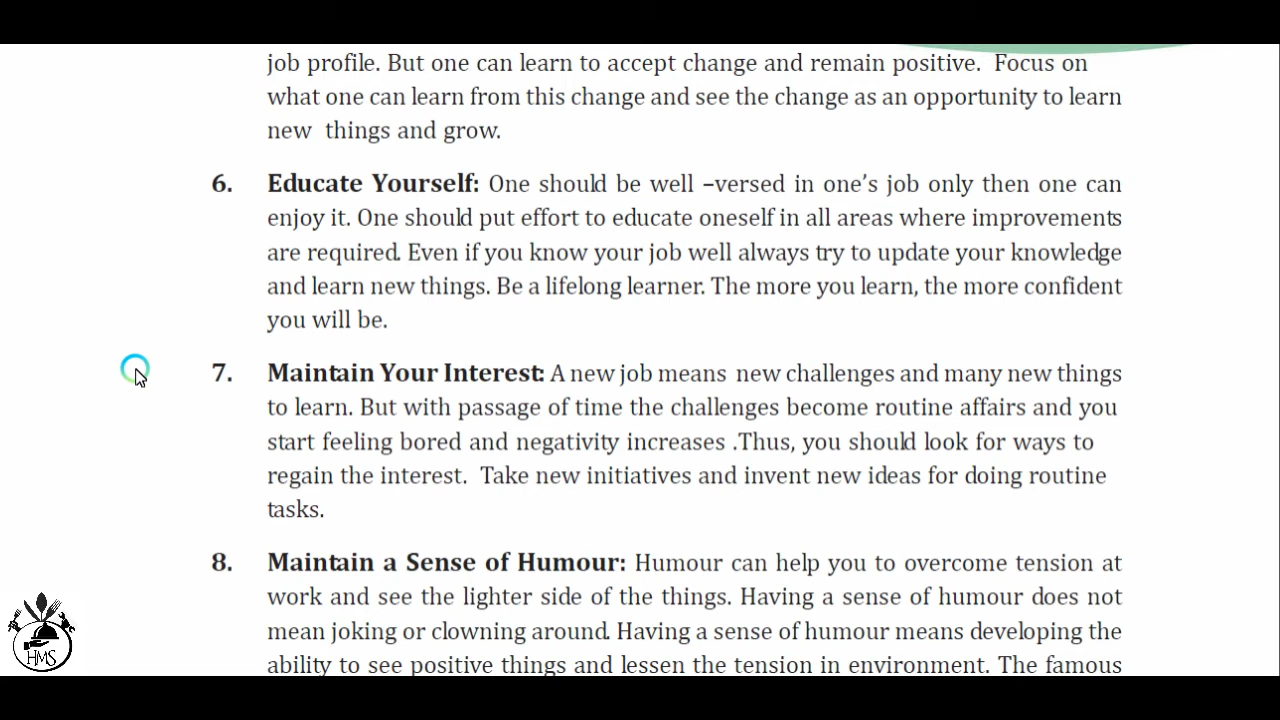 job profile. But one can learn to accept change and remain positive.  Focus on
what one can learn from this change and see the change as an opportunity to learn
new  things and grow.
6. Educate Yourself: One should be well –versed in one’s job only then one can
enjoy it. One should put effort to educate oneself in all areas where improvements
are required. Even if you know your job well always try to update your knowledge
and learn new things. Be a lifelong learner. The more you learn, the more confident
you will be.
7. Maintain Your Interest: A new job means  new challenges and many new things
to learn. But with passage of time the challenges become routine affairs and you
start feeling bored and negativity increases .Thus, you should look for ways to
regain the interest.  Take new initiatives and invent new ideas for doing routine
tasks.
8. Maintain a Sense of Humour: Humour can help you to overcome tension at
work and see the lighter side of the things. Having a sense of humour does not
mean joking or clowning around. Having a sense of humour means developing the
ability to see positive things and lessen the tension in environment. The famous
HMS